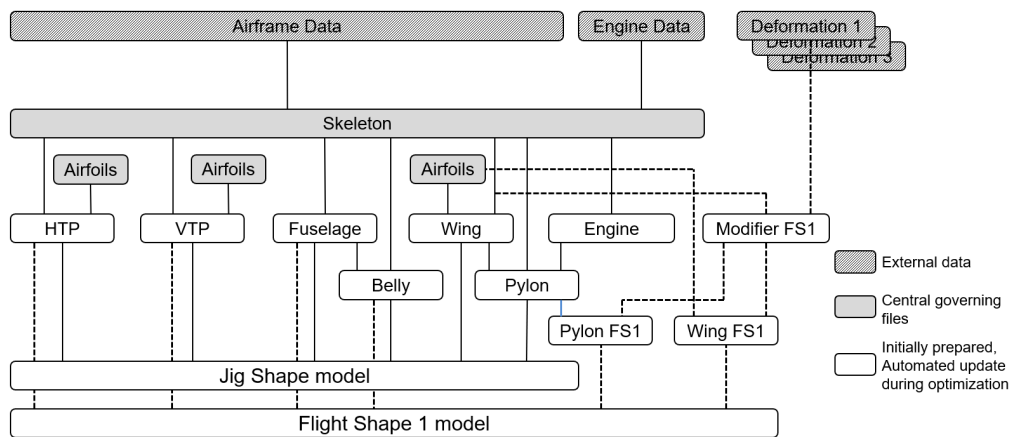 Airframe Data
Engine Data
Deformation 1
Deformation 2
Deformation 3
Skeleton
Airfoils
Airfoils
Airfoils
HTP
VTP
Fuselage
Wing
Engine
Modifier FS1
Belly
Pylon
Pylon FS1
Wing FS1
Jig Shape model
Flight Shape 1 model
External data
Central governing
files
Initially prepared,
Automated update
during optimization